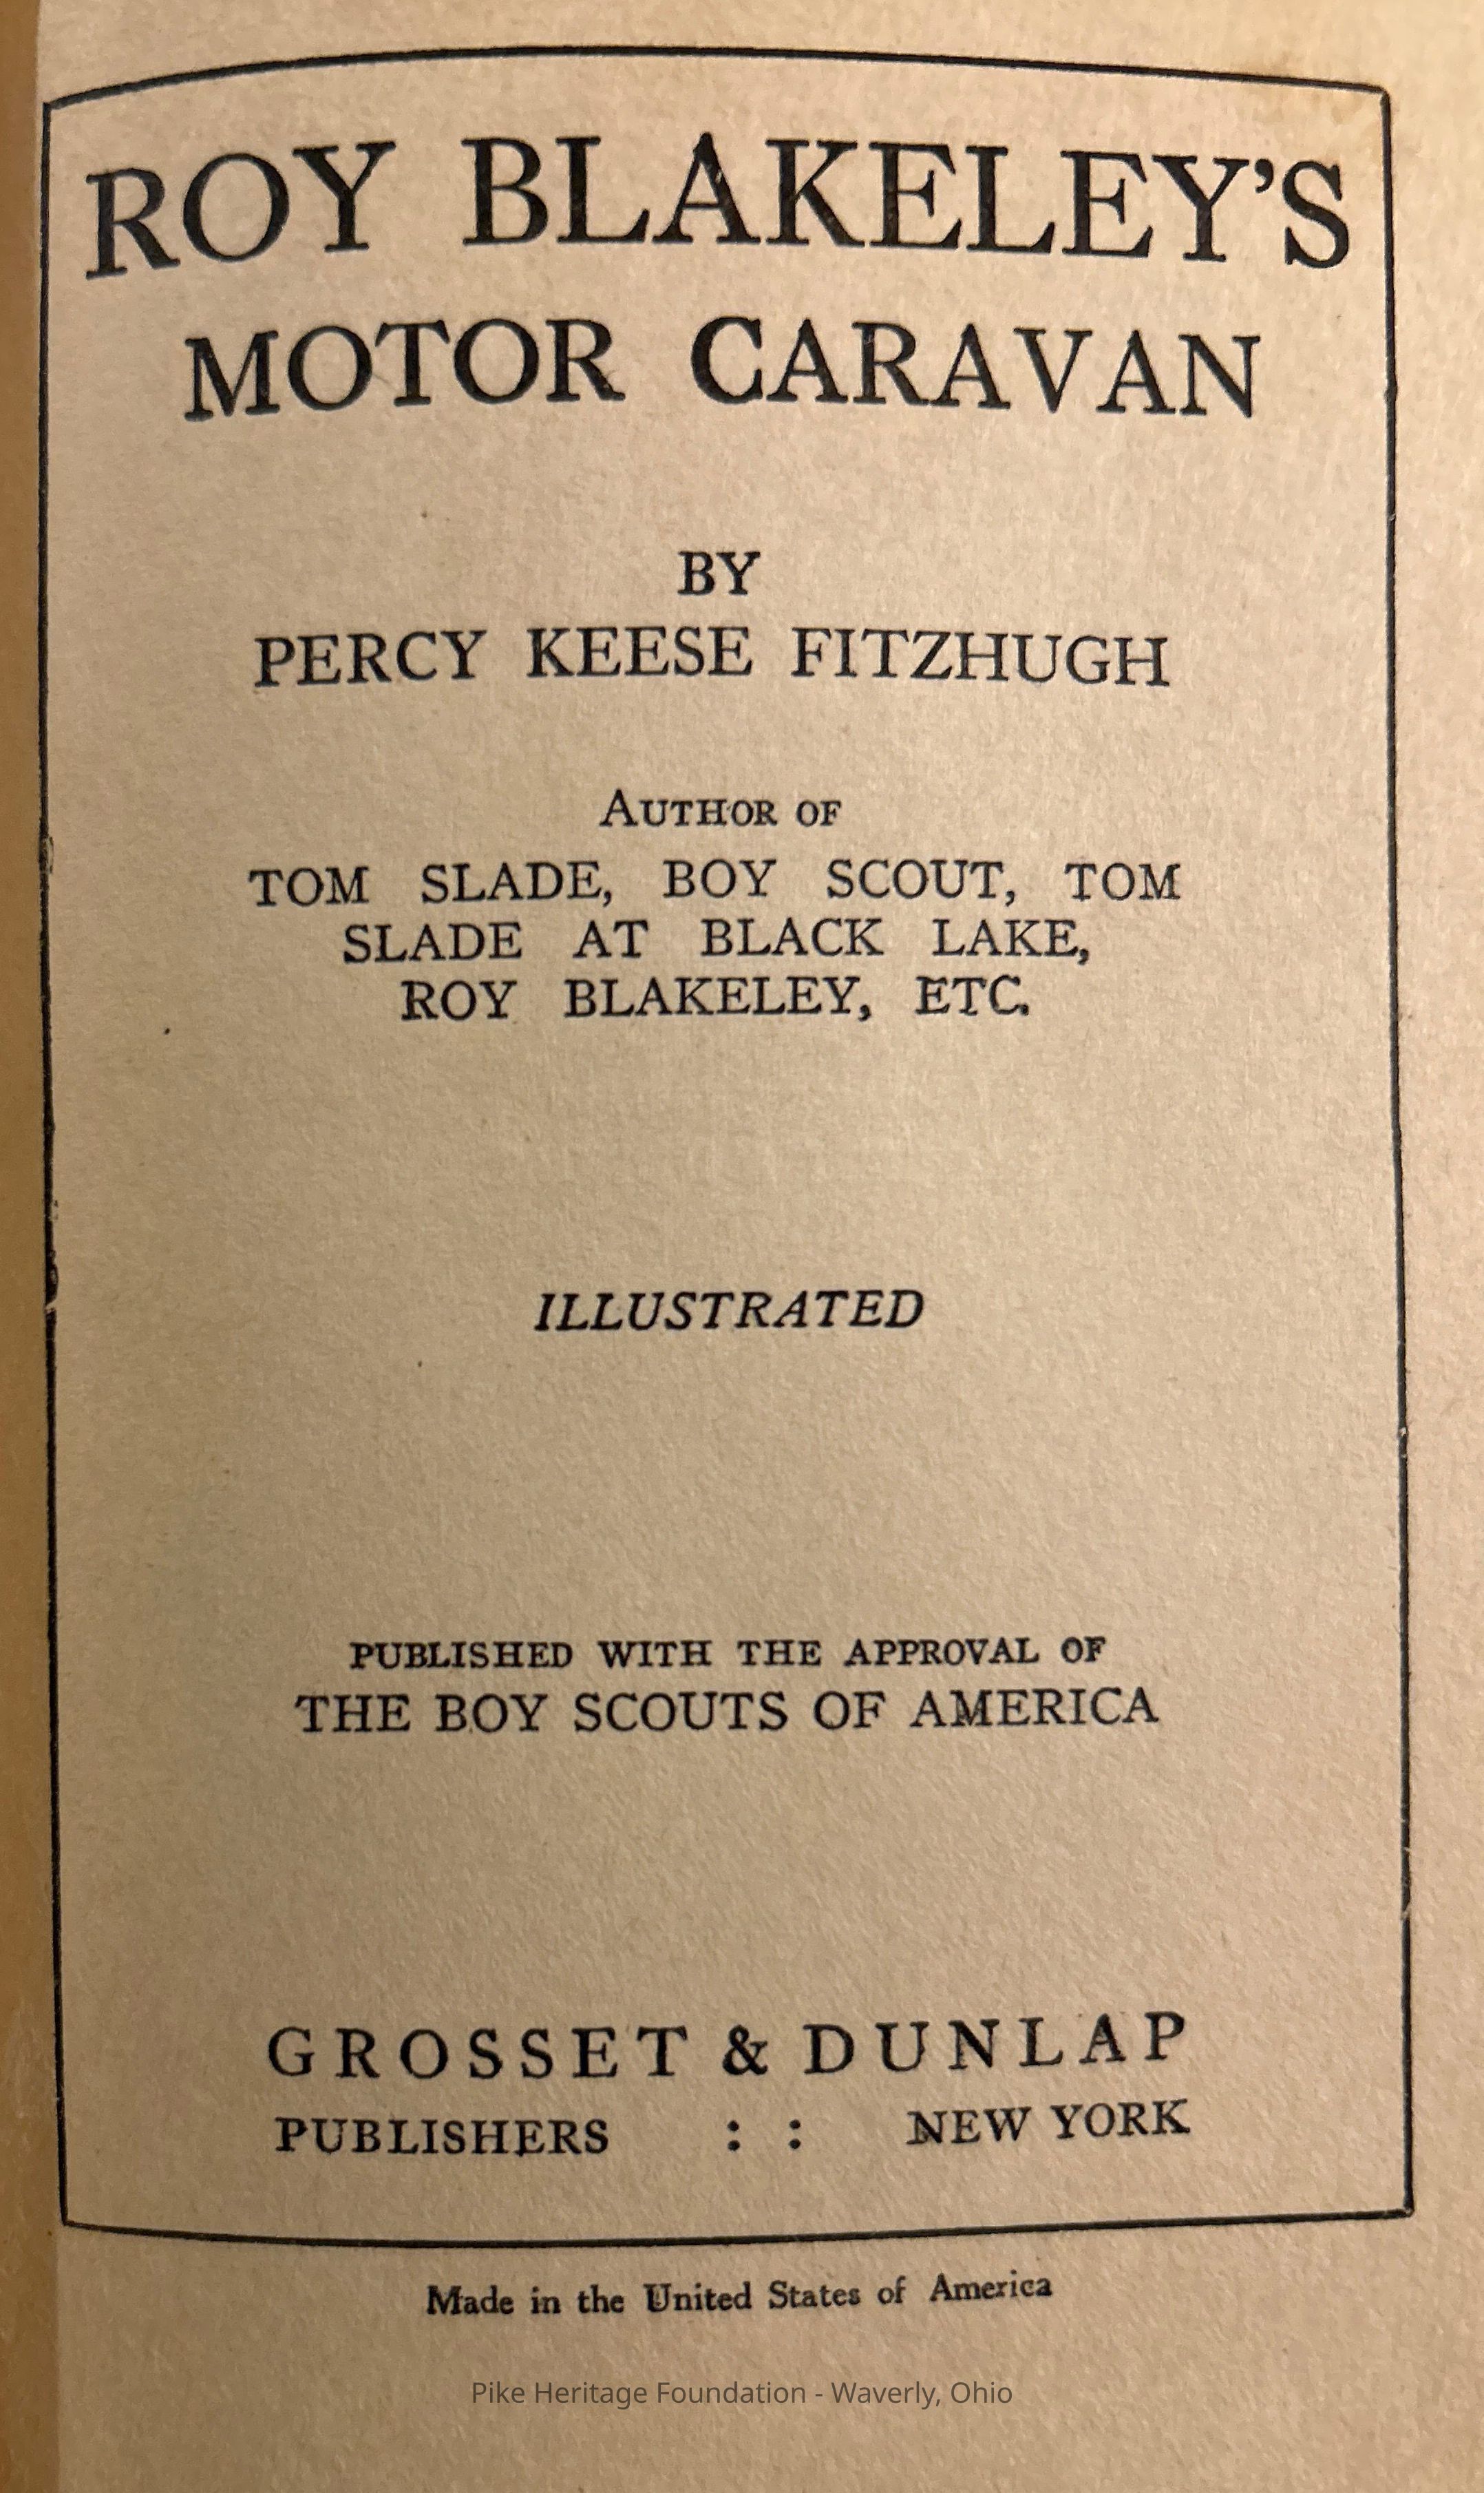 ROY BLAKELEY'S
MOTOR CARAVAN
BY
PERCY KEESE FITZHUGH
AUTHOR OF
TOM SLADE, BOY SCOUT, TOM
SLADE AT BLACK LAKE,
ROY BLAKELEY, ETC.
ILLUSTRATED
PUBLISHED WITH THE APPROVAL OF
THE BOY SCOUTS OF AMERICA
GROSSET & DUNLAP
PUBLISHERS : : NEW YORK
Made in the United States of America
Pike Heritage Foundation - Waverly, Ohio